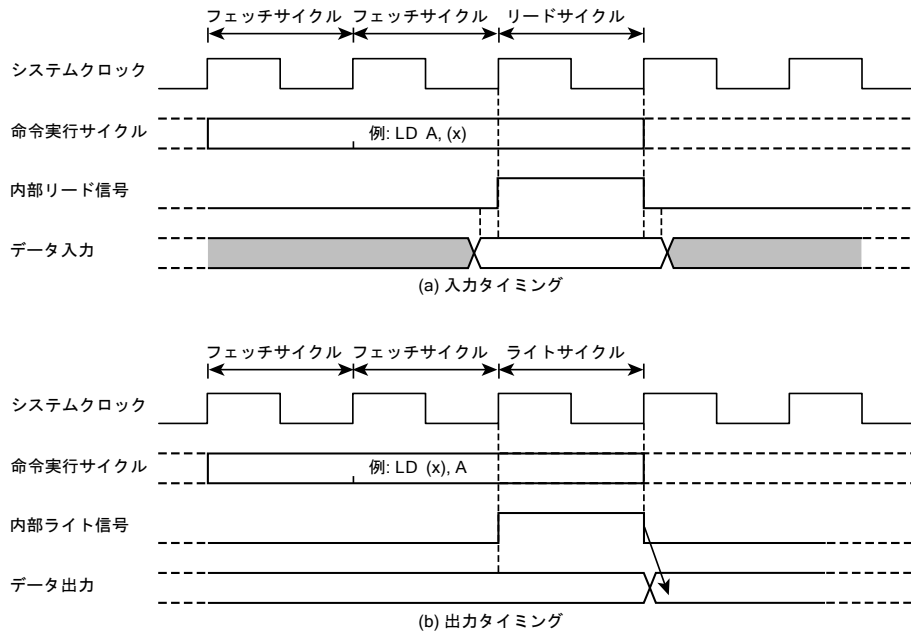 フェッチサイクル フェッチサイクル リードサイクル
システムクロック
命令実行サイクル
例: LD A, (x)
内部リード信号
データ入力
(a) 入力タイミング
フェッチサイクル フェッチサイクル ライトサイクル
システムクロック
命令実行サイクル
例: LD (x), A
内部ライト信号
データ出力
(b) 出力タイミング